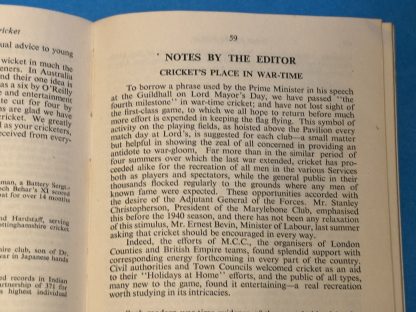 ricket
ual advice to young
wicket in much the
eners. In Australia
nd their one idea is
as a six by O'Reilly
e and entertainment
te cut for four by
s are glad we have
ricket. We greatly
d as your cricketers,
eceived from every-
man, a Battery Sergt.-
och Behar's XI scored
out for over 14 months
and Hardstaff, serving
ttinghamshire cricket
ire club, son of Dr.
war in Japanese hands
ded in Indian
partnership of 371 for
s highest individual
59
NOTES BY THE EDITOR
CRICKET'S PLACE IN WAR-TIME
To borrow a phrase used by the Prime Minister in his speech
at the Guildhall on Lord Mayor's Day, we have passed "the
fourth milestone" in war-time cricket; and have not lost sight of
the first-class game, to which we all hope to return before much
more effort is expended in keeping the flag flying. This symbol of
activity on the playing fields, as hoisted above the Pavilion every
match day at Lord's, is suggested for each club—a small matter
but helpful in showing the zeal of all concerned in providing an
antidote to war-gloom. Far more than in the similar period of
four summers over which the last war extended, cricket has pro-
ceeded alike for the recreation of all men in the various Services
both as players and spectators, while the general public in their
thousands flocked regularly to the grounds where any men of
known fame were expected. These opportunities accorded with
the desire of the Adjutant General of the Forces. Mr. Stanley
Christopherson, President of the Marylebone Club, emphasised
this before the 1940 season, and there has not been any relaxation
of this stimulus, Mr. Ernest Bevin, Minister of Labour, last summer
asking that cricket should be encouraged in every way.
Indeed, the efforts of M.C.C., the organisers of London
Counties and British Empire teams, found splendid support with
corresponding energy forthcoming in every part of the country.
Civil authorities and Town Councils welcomed cricket as an aid
to their "Holidays at Home" efforts, and the public of all types,
many new to the game, found it entertaining—a real recreation
worth studying in its intricacies.